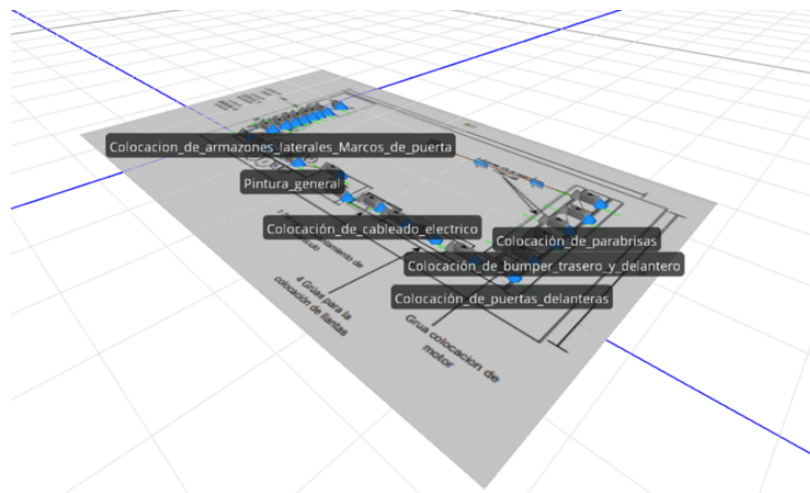 Colocacion_de_armazones_laterales_Marcos_de_puerta
Pintura_general
Colocación_de_cableado_electrico
Colocación_de_parabrisas
Colocación_de_bumper_trasero_y_delantero
Colocación_de_puertas_delanteras
4 Grúas para la
colocación de llantas
Grua colocacion de
motor